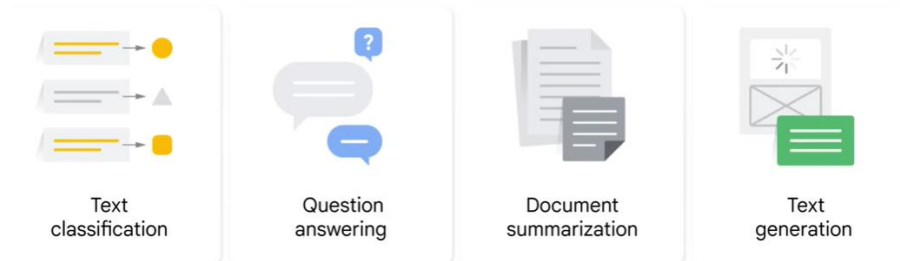 ?
Text
classification
Question
answering
Document
summarization
Text
generation